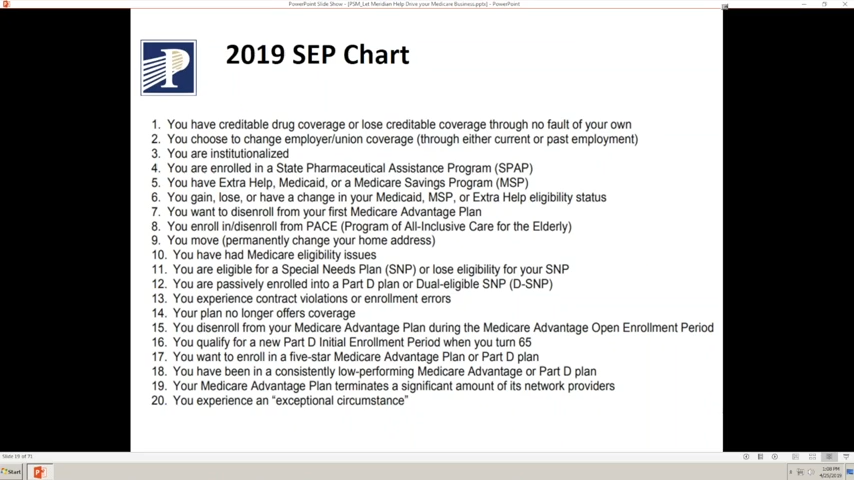 PowerPoint Slide Show - [PSM_Let Meridian Help Drive your Medicare Business.pptx] - PowerPoint
P
2019 SEP Chart
1. You have creditable drug coverage or lose creditable coverage through no fault of your own
2. You choose to change employer/union coverage (through either current or past employment)
3. You are institutionalized
4. You are enrolled in a State Pharmaceutical Assistance Program (SPAP)
5. You have Extra Help, Medicaid, or a Medicare Savings Program (MSP)
6. You gain, lose, or have a change in your Medicaid, MSP, or Extra Help eligibility status
7. You want to disenroll from your first Medicare Advantage Plan
8. You enroll in/disenroll from PACE (Program of All-Inclusive Care for the Elderly)
9. You move (permanently change your home address)
10. You have had Medicare eligibility issues
11. You are eligible for a Special Needs Plan (SNP) or lose eligibility for your SNP
12. You are passively enrolled into a Part D plan or Dual-eligible SNP (D-SNP)
13. You experience contract violations or enrollment errors
14. Your plan no longer offers coverage
15. You disenroll from your Medicare Advantage Plan during the Medicare Advantage Open Enrollment Period
16. You qualify for a new Part D Initial Enrollment Period when you turn 65
17. You want to enroll in a five-star Medicare Advantage Plan or Part D plan
18. You have been in a consistently low-performing Medicare Advantage or Part D plan
19. Your Medicare Advantage Plan terminates a significant amount of its network providers
20. You experience an “exceptional circumstance”
Slide 19 of 71
Start
1:08 PM